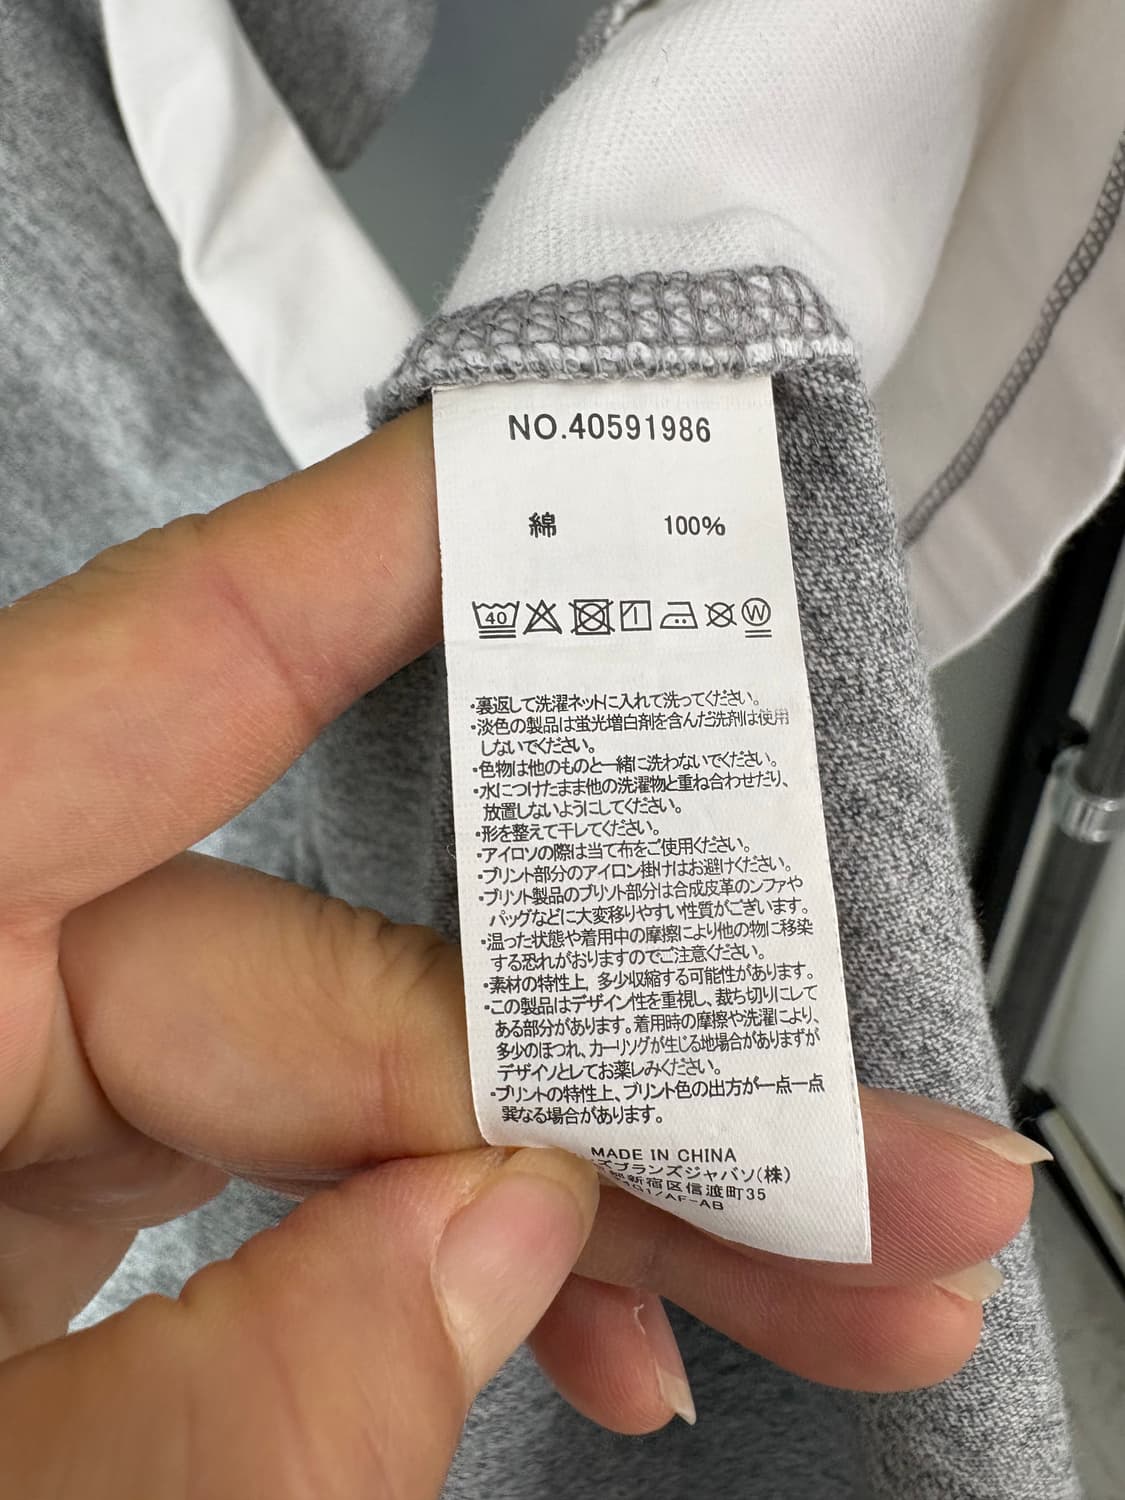 NO.40591986
綿 100%
40
W
・裏返して洗濯ネットに入れて洗ってください。
・淡色の製品は蛍光増白剤を含んだ洗剤は使用
しないでください。
・色物は他のものと一緒に洗わないでください。
・水につけたまま他の洗濯物と重ね合わせだり、
放置しないようにしてください。
・形を整えて干してください。
・アイロソの際は当て布をご使用ください。
・プリント部分のアイロン掛けはお避けください。
・プリソト製品のプリント部分は合成皮革のソファや
バッグなどに大変移りやすい性質がございます。
・温った状態や着用中の摩擦により他の物に移染
する恐れがおりますのでご注意ください。
・素材の特性上、多少収縮する可能性があります。
・この製品はデザイン性を重視し、裁ち切りにして
ある部分があります。着用時の摩擦や洗濯により、
多少のほつれ、カーリソグが生じる地場合がありまずが
デザイソとしてお薬しみください。
・プリントの特性上、プリント色の出方が一点一点
異なる場合があります。
MADE IN CHINA
ズブランズジャパソ(株)
新宿区信渡町35
/AF-AB